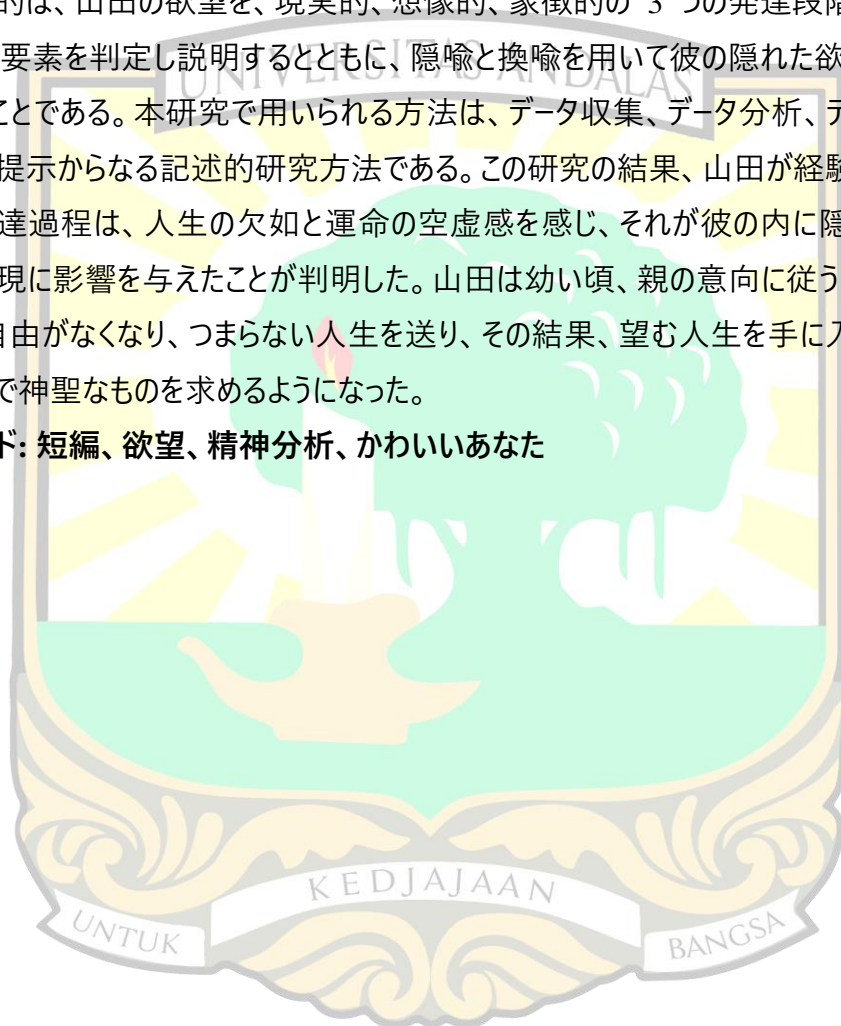 的は、山田の欲望を、現実的、想像的、象徴的の 3 つの発達段階
要素を判定し説明するとともに、隠喩と換喩を用いて彼の隠れた欲
ことである。本研究で用いられる方法は、データ収集、データ分析、デ
提示からなる記述的研究方法である。この研究の結果、山田が経験
達過程は、人生の欠如と運命の空虚感を感じ、それが彼の内に隠
現に影響を与えたことが判明した。山田は幼い頃、親の意向に従う
自由がなくなり、つまらない人生を送り、その結果、望む人生を手に入
で神聖なものを求めるようになった。
ド: 短編、欲望、精神分析、かわいいあなた
UNIVERSITAS ANDALAS
UNTUK KEDJAJAAN BANGSA